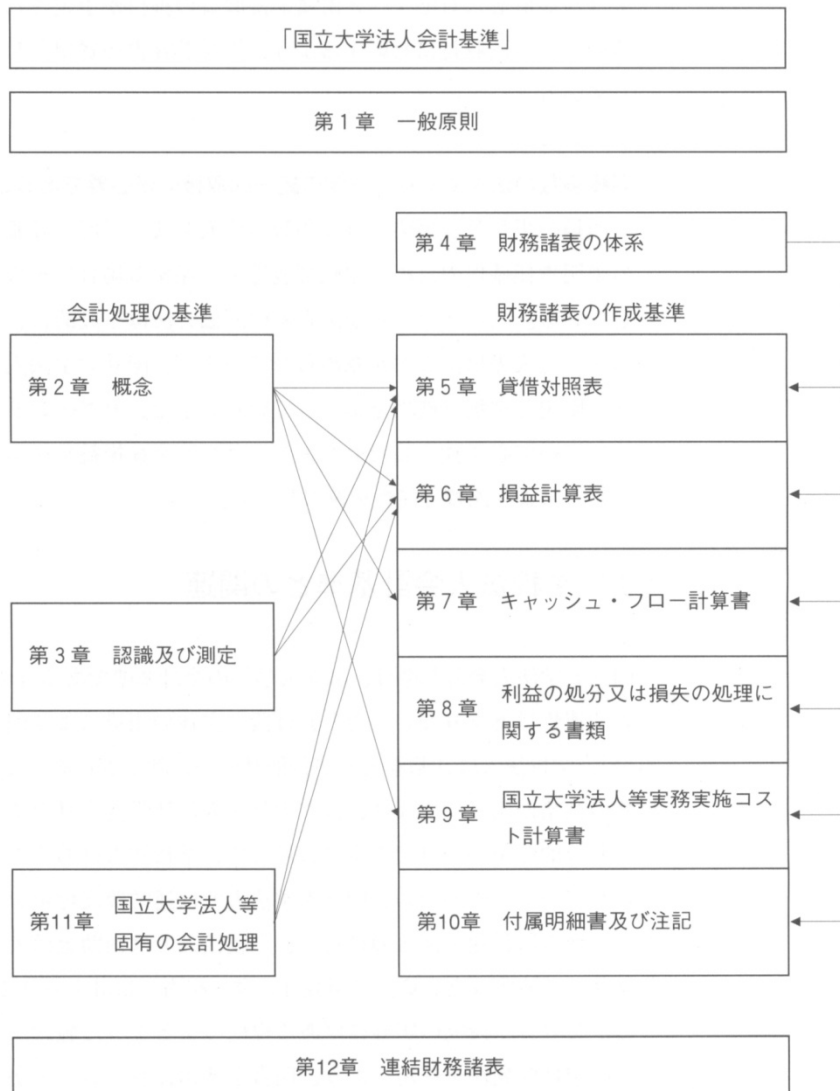 「国立大学法人会計基準」
第1章 一般原則
第4章 財務諸表の体系
会計処理の基準
財務諸表の作成基準
第2章 概念
第5章 貸借対照表
第6章 損益計算表
第7章 キャッシュ・フロー計算書
第3章 認識及び測定
第8章 利益の処分又は損失の処理に
関する書類
第9章 国立大学法人等実務実施コス
ト計算書
第11章 国立大学法人等
固有の会計処理
第10章 付属明細書及び注記
第12章 連結財務諸表